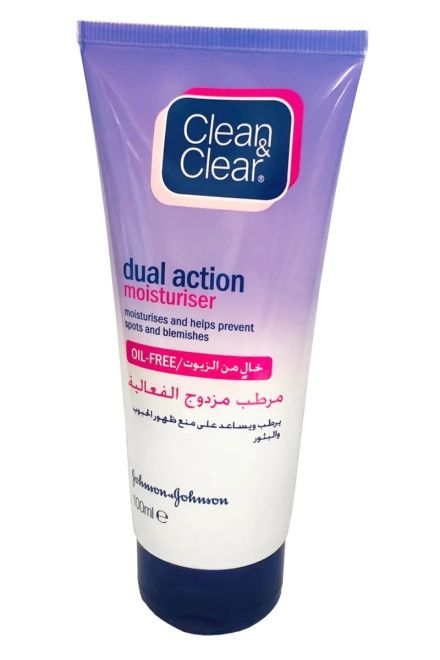 Clean &
Clear®
dual action
moisturiser
moisturises and helps prevent
spots and blemishes
OIL-FREE/خالٍ من الزيوت
مرطب مزدوج الفعالية
يرطب ويساعد على منع ظهور الحبوب
والبثور
Johnson & Johnson
100ml e